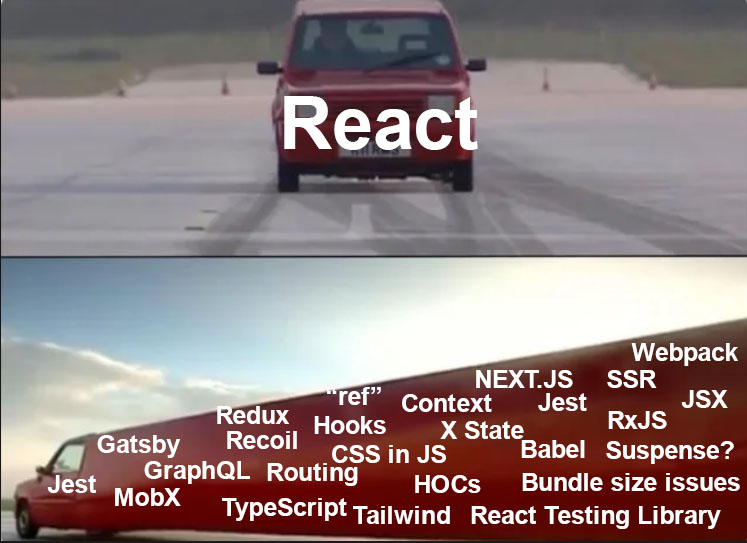 React
Webpack
NEXT.JS SSR
"ref" Context Jest JSX
Redux Hooks X State RxJS
Gatsby Recoil CSS in JS Babel Suspense?
Jest GraphQL Routing HOCs Bundle size issues
MobX TypeScript Tailwind React Testing Library